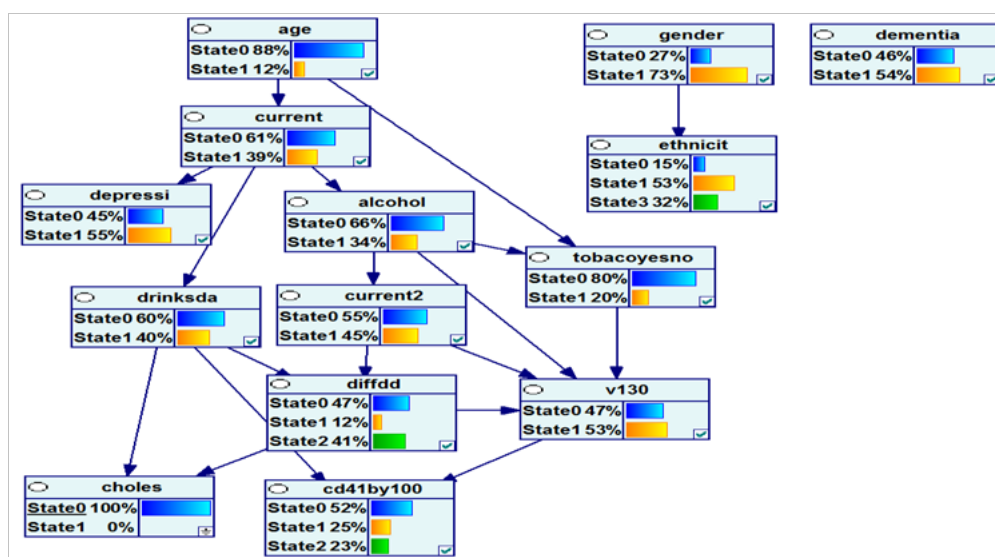 age
State0 88%
State1 12%
gender
State0 27%
State1 73%
dementia
State0 46%
State1 54%
current
State0 61%
State1 39%
ethnicit
State0 15%
State1 53%
State3 32%
depressi
State0 45%
State1 55%
alcohol
State0 66%
State1 34%
tobacoyesno
State0 80%
State1 20%
drinksda
State0 60%
State1 40%
current2
State0 55%
State1 45%
diffdd
State0 47%
State1 12%
State2 41%
v130
State0 47%
State1 53%
choles
State0 100%
State1 0%
cd41by100
State0 52%
State1 25%
State2 23%